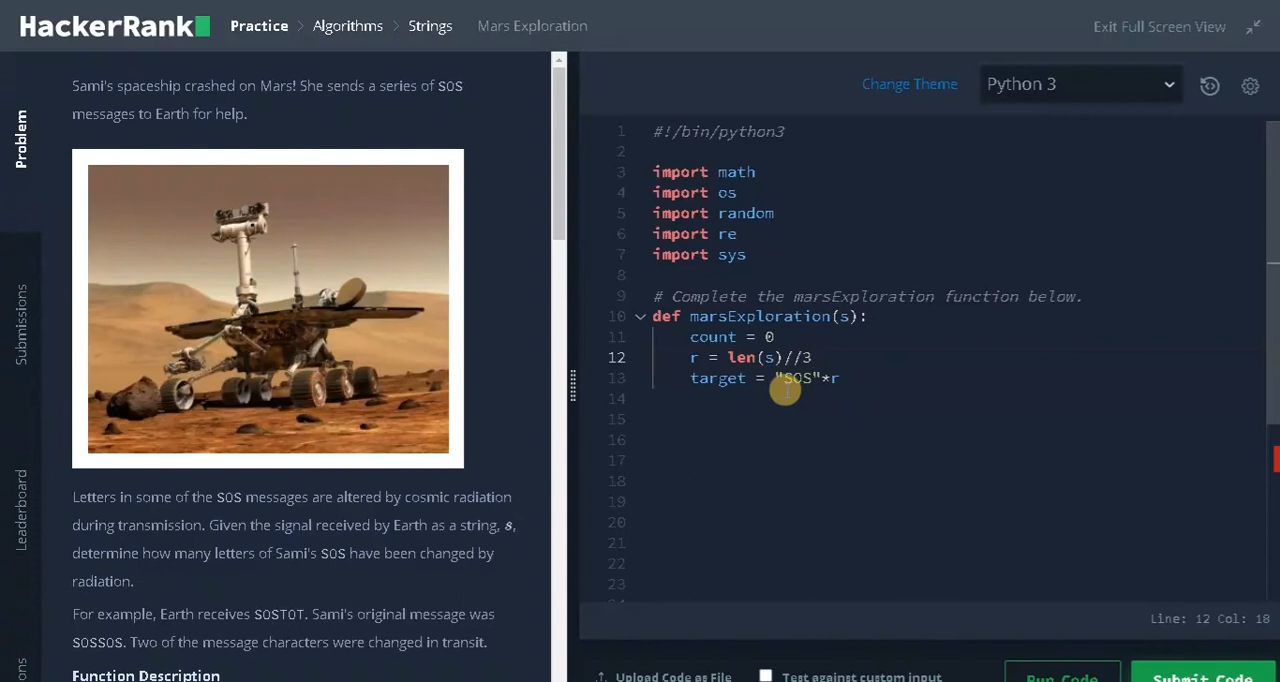 HackerRank Practice > Algorithms > Strings Mars Exploration Exit Full Screen View
Problem
Submissions
Leaderboard
Sami's spaceship crashed on Mars! She sends a series of SOS
messages to Earth for help.
Letters in some of the SOS messages are altered by cosmic radiation
during transmission. Given the signal received by Earth as a string, s,
determine how many letters of Sami's SOS have been changed by
radiation.
For example, Earth receives SOSTOT. Sami's original message was
SOSSOS. Two of the message characters were changed in transit.
Function Description
Change Theme Python 3
1 #!/bin/python3
2
3 import math
4 import os
5 import random
6 import re
7 import sys
8
9 # Complete the marsExploration function below.
10 def marsExploration(s):
11 count = 0
12 r = len(s)//3
13 target = "SOS"*r
14
15
16
17
18
19
20
21
22
23
Line: 12 Col: 18
Upload Code as File Test against custom input Run Code Submit Code